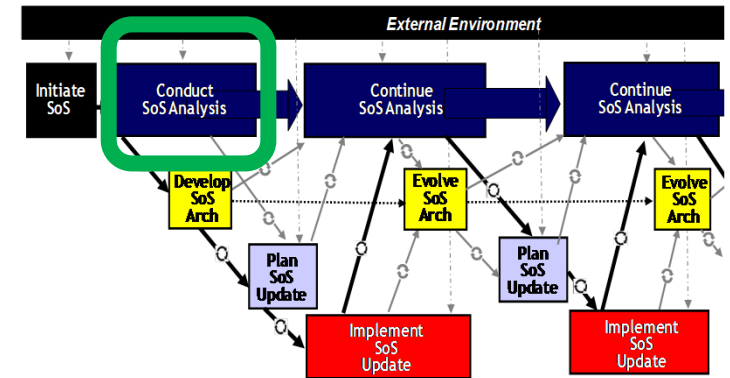 External Environment
Initiate
SoS
Conduct
SoS Analysis
Continue
SoS Analysis
Continue
SoS Analysis
Develop
SoS
Arch
Evolve
SoS
Arch
Evolve
SoS
Arch
Plan
SoS
Update
Plan
SoS
Update
Implement
SoS
Update
Implement
SoS
Update